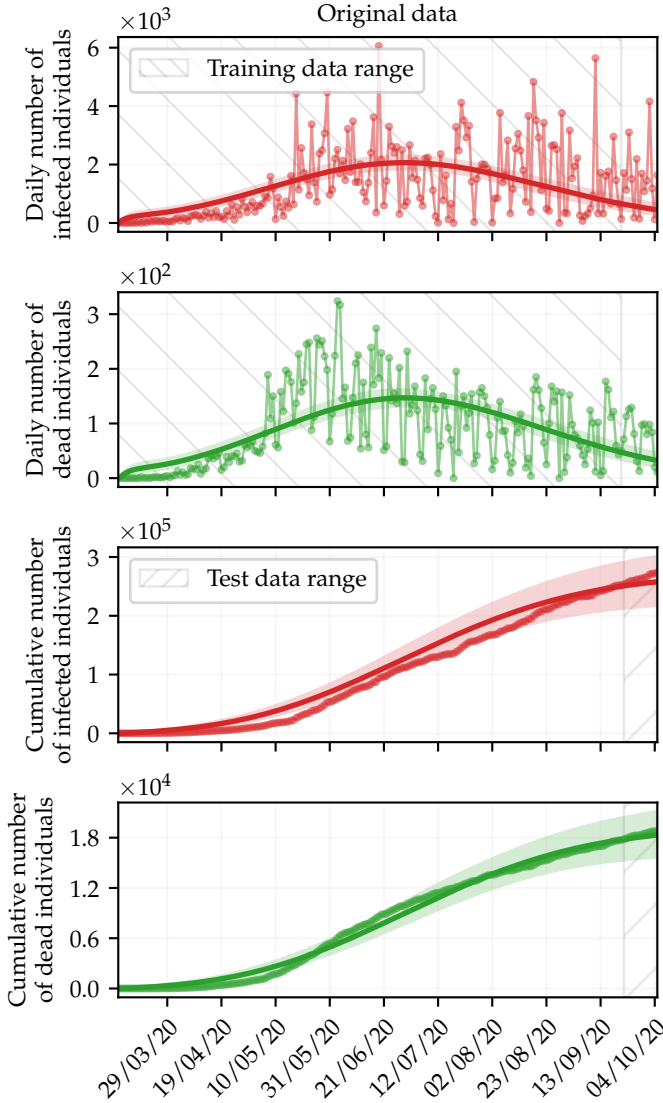 Original data
×10³
Daily number of
infected individuals
6
4
2
0
Training data range
×10²
Daily number of
dead individuals
3
2
1
0
×10⁵
Cumulative number
of infected individuals
3
2
1
0
Test data range
×10⁴
Cumulative number
of dead individuals
1.8
1.2
0.6
0.0
29/03/20
19/04/20
10/05/20
31/05/20
21/06/20
12/07/20
02/08/20
23/08/20
13/09/20
04/10/20